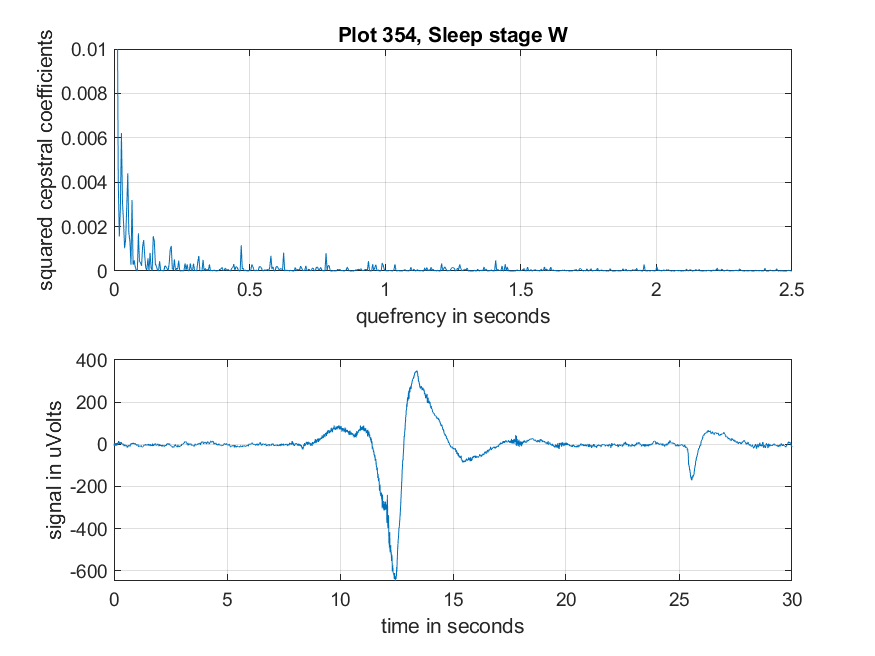 Plot 354, Sleep stage W
squared cepstral coefficients
0.01
0.008
0.006
0.004
0.002
0
0 0.5 1 1.5 2 2.5
quefrency in seconds
signal in uVolts
400
200
0
-200
-400
-600
0 5 10 15 20 25 30
time in seconds